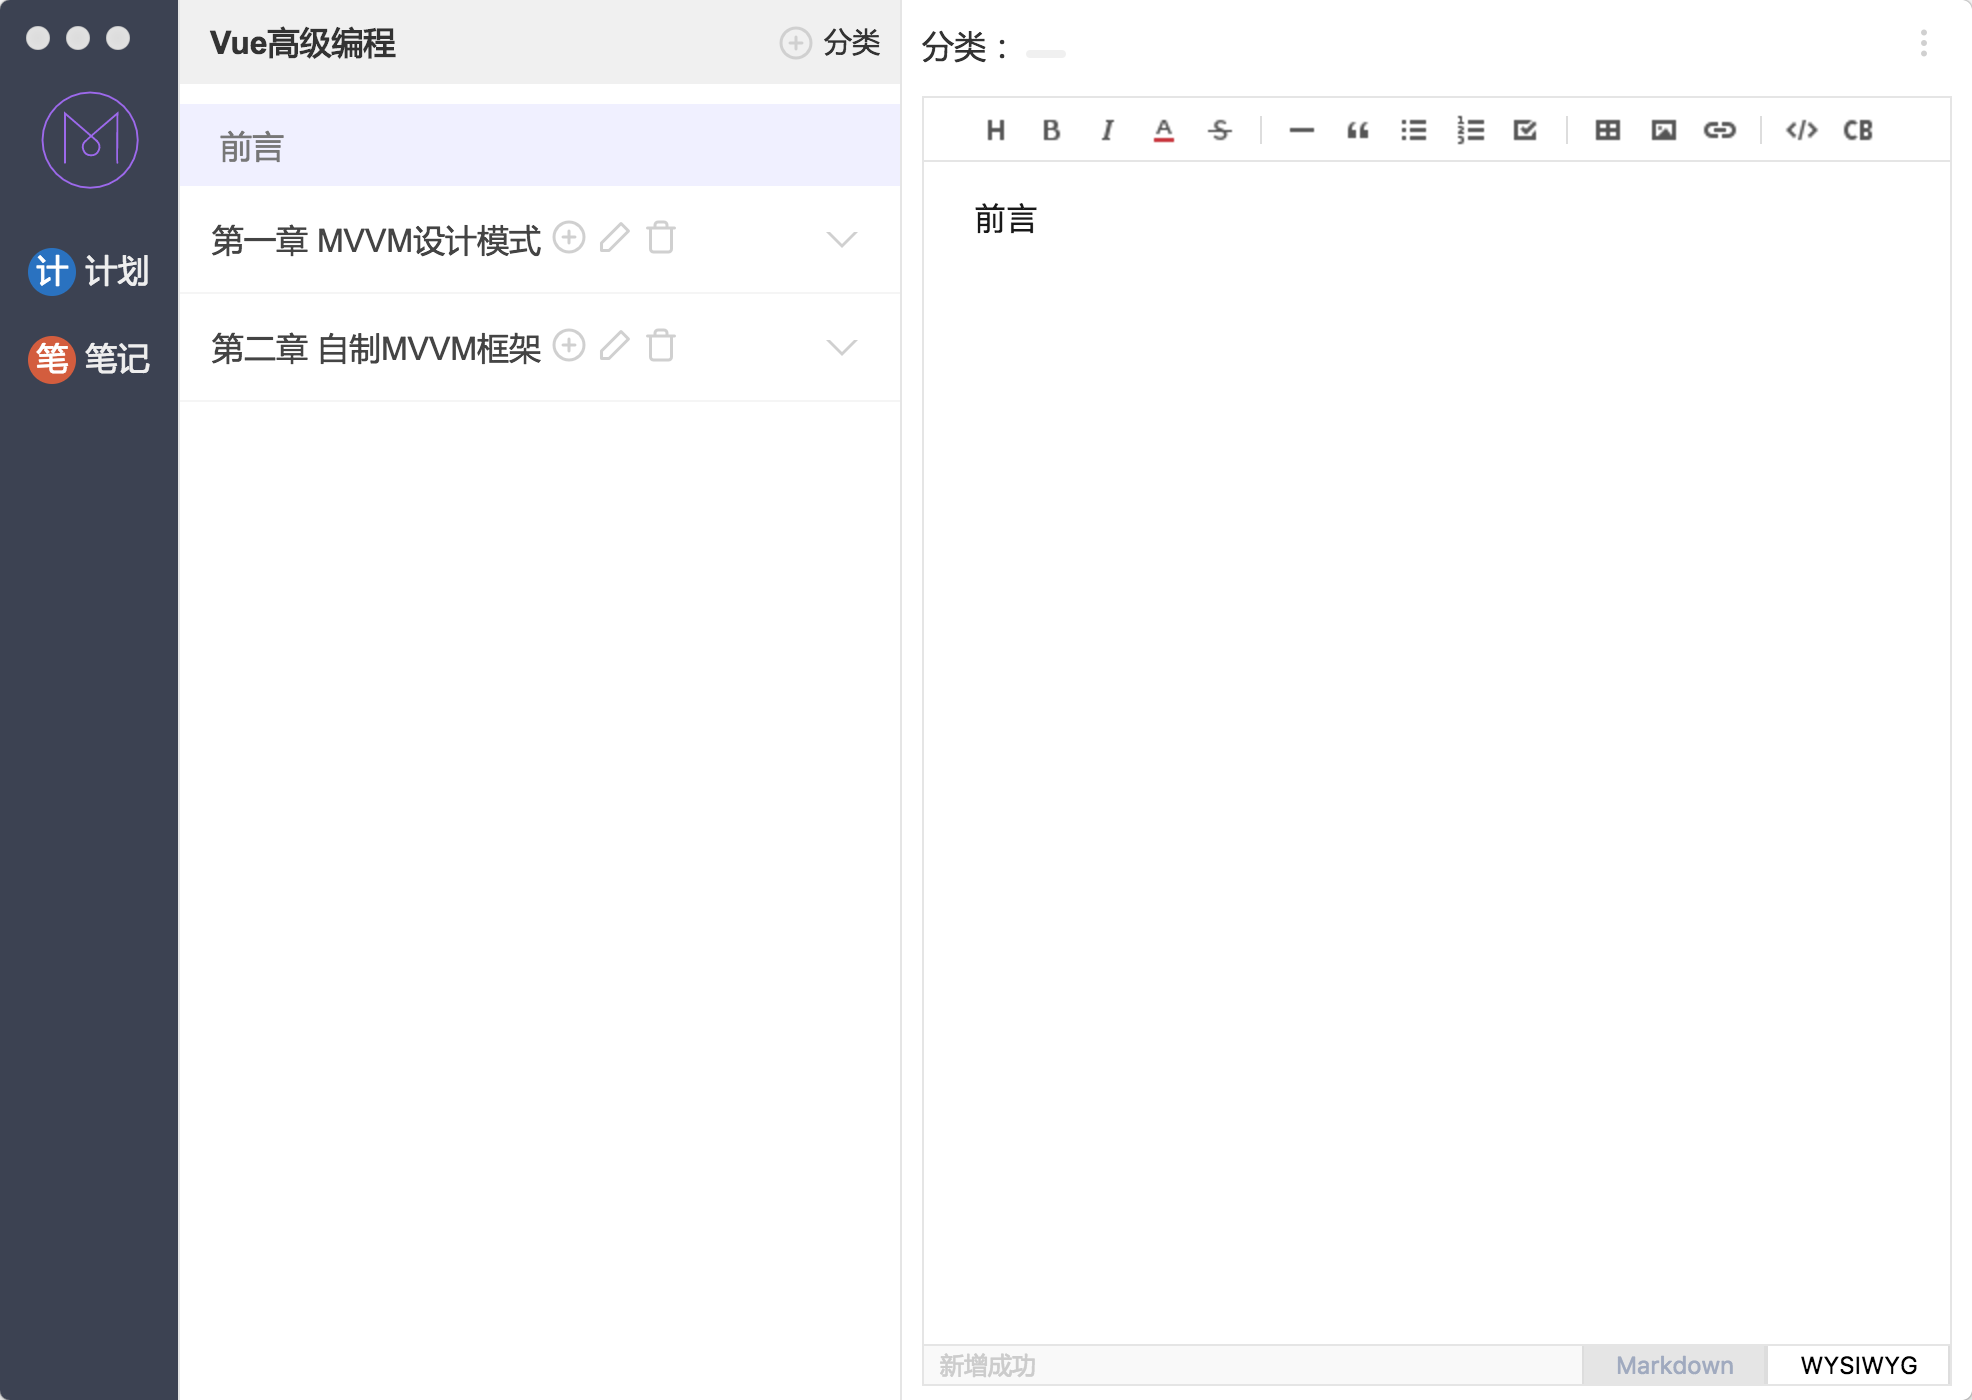 Vue高级编程
分类
分类：
计 计划
笔 笔记
前言
第一章 MVVM设计模式
第二章 自制MVVM框架
H B I A S </> CB
前言
新增成功
Markdown
WYSIWYG